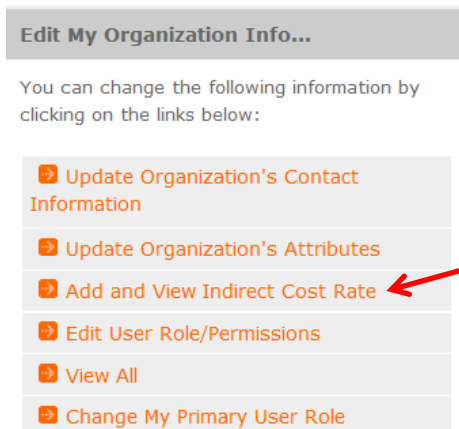 Edit My Organization Info...
You can change the following information by
clicking on the links below:
Update Organization's Contact
Information
Update Organization's Attributes
Add and View Indirect Cost Rate
Edit User Role/Permissions
View All
Change My Primary User Role